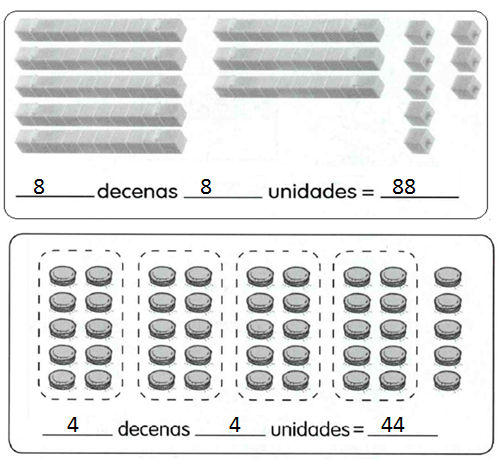 8 decenas 8 unidades = 88
4 decenas 4 unidades = 44